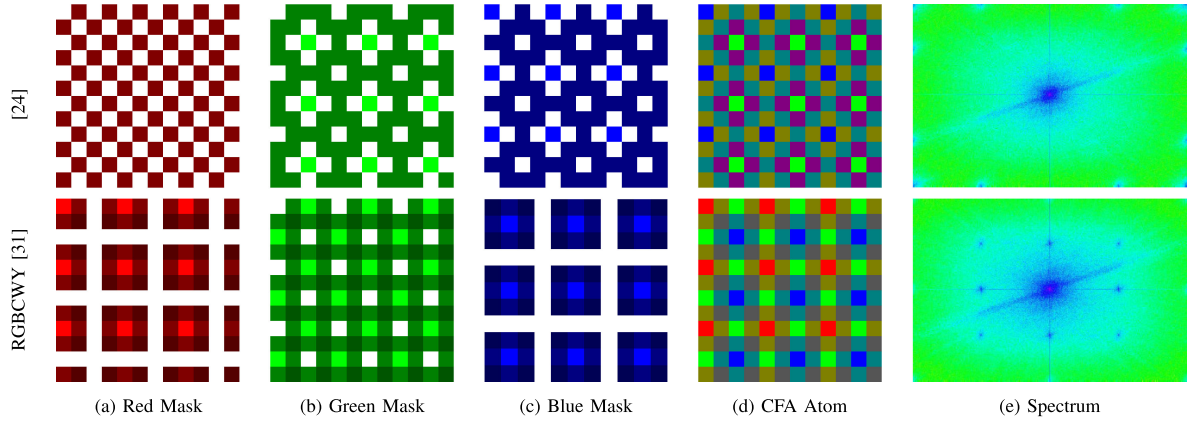 [24]
RGBCWY [31]
(a) Red Mask
(b) Green Mask
(c) Blue Mask
(d) CFA Atom
(e) Spectrum